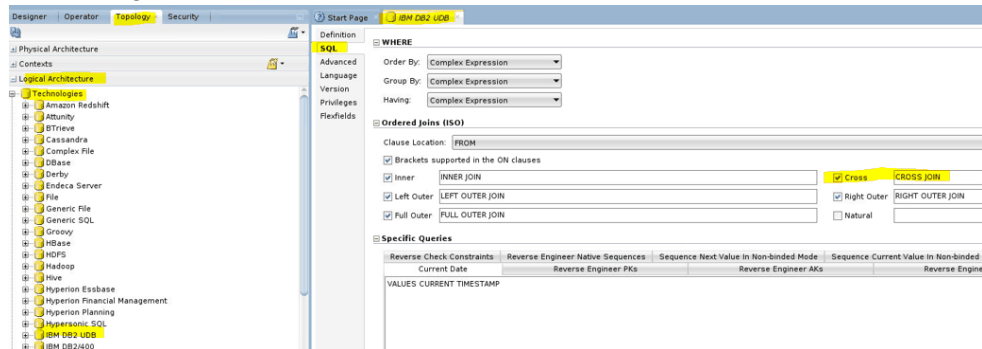 Designer Operator Topology Security
Start Page IBM DB2 UDB
Physical Architecture
Contexts
Logical Architecture
Technologies
Amazon Redshift
Attunity
BTrieve
Cassandra
Complex File
DBase
Derby
Endeca Server
File
Generic File
Generic SQL
Groovy
HBase
HDFS
Hadoop
Hive
Hyperion Essbase
Hyperion Financial Management
Hyperion Planning
Hypersonic SQL
IBM DB2 UDB
IBM DB2/400
Definition
SQL
Advanced
Language
Version
Privileges
Flexfields
WHERE
Order By: Complex Expression
Group By: Complex Expression
Having: Complex Expression
Ordered Joins (ISO)
Clause Location: FROM
Brackets supported in the ON clauses
Inner INNER JOIN Cross CROSS JOIN
Left Outer LEFT OUTER JOIN Right Outer RIGHT OUTER JOIN
Full Outer FULL OUTER JOIN Natural
Specific Queries
Reverse Check Constraints Reverse Engineer Native Sequences Sequence Next Value In Non-binded Mode Sequence Current Value In Non-binded
Current Date Reverse Engineer PKs Reverse Engineer AKs Reverse Engine
VALUES CURRENT TIMESTAMP